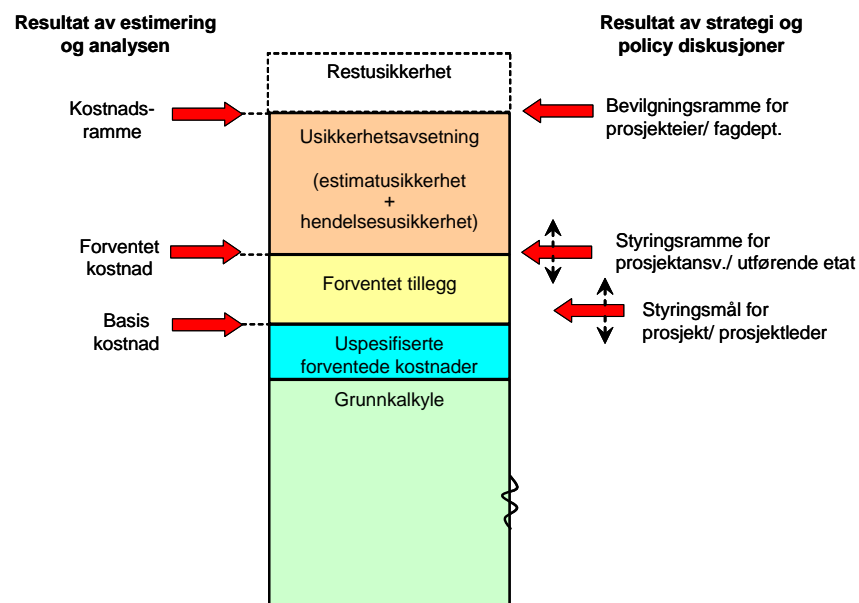 Resultat av estimering
og analysen
Resultat av strategi og
policy diskusjoner
Restusikkerhet
Kostnads-
ramme
Bevilgningsramme for
prosjekteier/ fagdept.
Usikkerhetsavsetning
(estimatusikkerhet
+
hendelsesusikkerhet)
Forventet
kostnad
Styringsramme for
prosjektansv./ utførende etat
Forventet tillegg
Styringsmål for
prosjekt/ prosjektleder
Basis
kostnad
Uspesifiserte
forventede kostnader
Grunnkalkyle